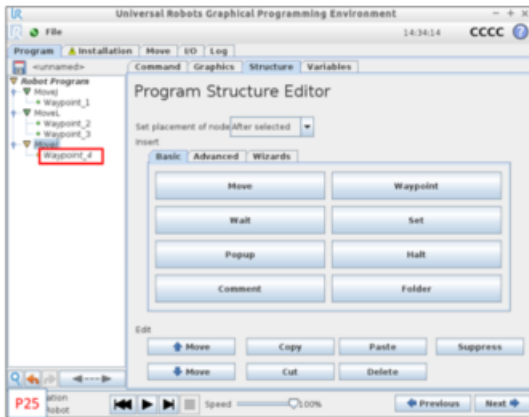 Universal Robots Graphical Programming Environment
File
14:34:14
CCCC
Program
Installation
Move
I/O
Log
<unnamed>
Command
Graphics
Structure
Variables
Robot Program
MoveJ
Waypoint_1
MoveL
Waypoint_2
Waypoint_3
Waypoint_4
Program Structure Editor
Set placement of node
After selected
Insert
Basic
Advanced
Wizards
Move
Waypoint
Wait
Set
Popup
Halt
Comment
Folder
Edit
Move
Copy
Paste
Suppress
Move
Cut
Delete
P25
Speed
100%
Previous
Next